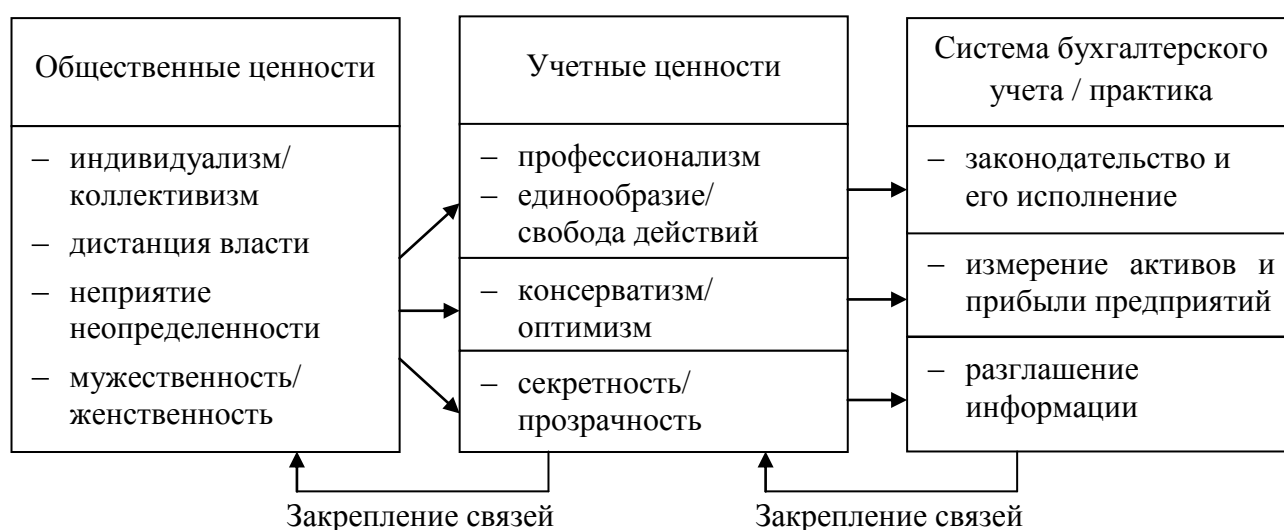 Общественные ценности
– индивидуализм/
коллективизм
– дистанция власти
– неприятие
неопределенности
– мужественность/
женственность
Учетные ценности
– профессионализм
– единообразие/
свобода действий
– консерватизм/
оптимизм
– секретность/
прозрачность
Система бухгалтерского
учета / практика
– законодательство и
его исполнение
– измерение активов и
прибыли предприятий
– разглашение
информации
Закрепление связей
Закрепление связей